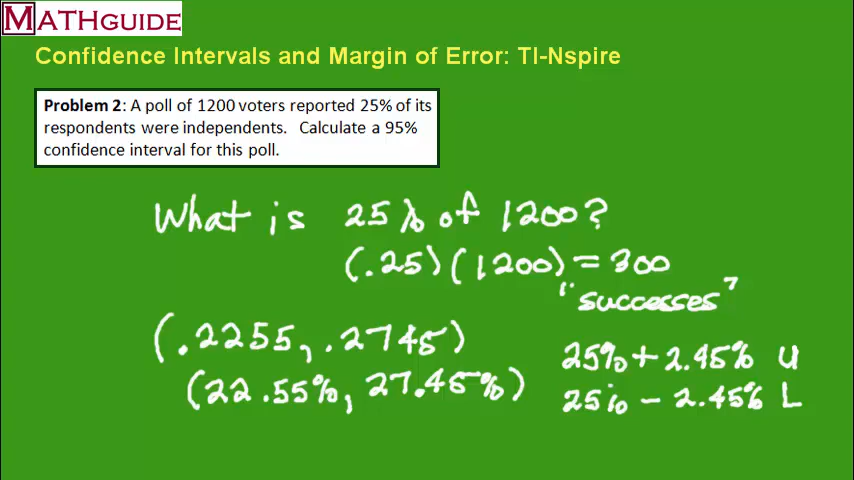 MATHGUIDE
Confidence Intervals and Margin of Error: TI-Nspire
Problem 2: A poll of 1200 voters reported 25% of its
respondents were independents. Calculate a 95%
confidence interval for this poll.
What is 25% of 1200?
(.25)(1200) = 300
"successes"
(.2255, .2745)
(22.55%, 27.45%)
25% + 2.45% U
25% - 2.45% L